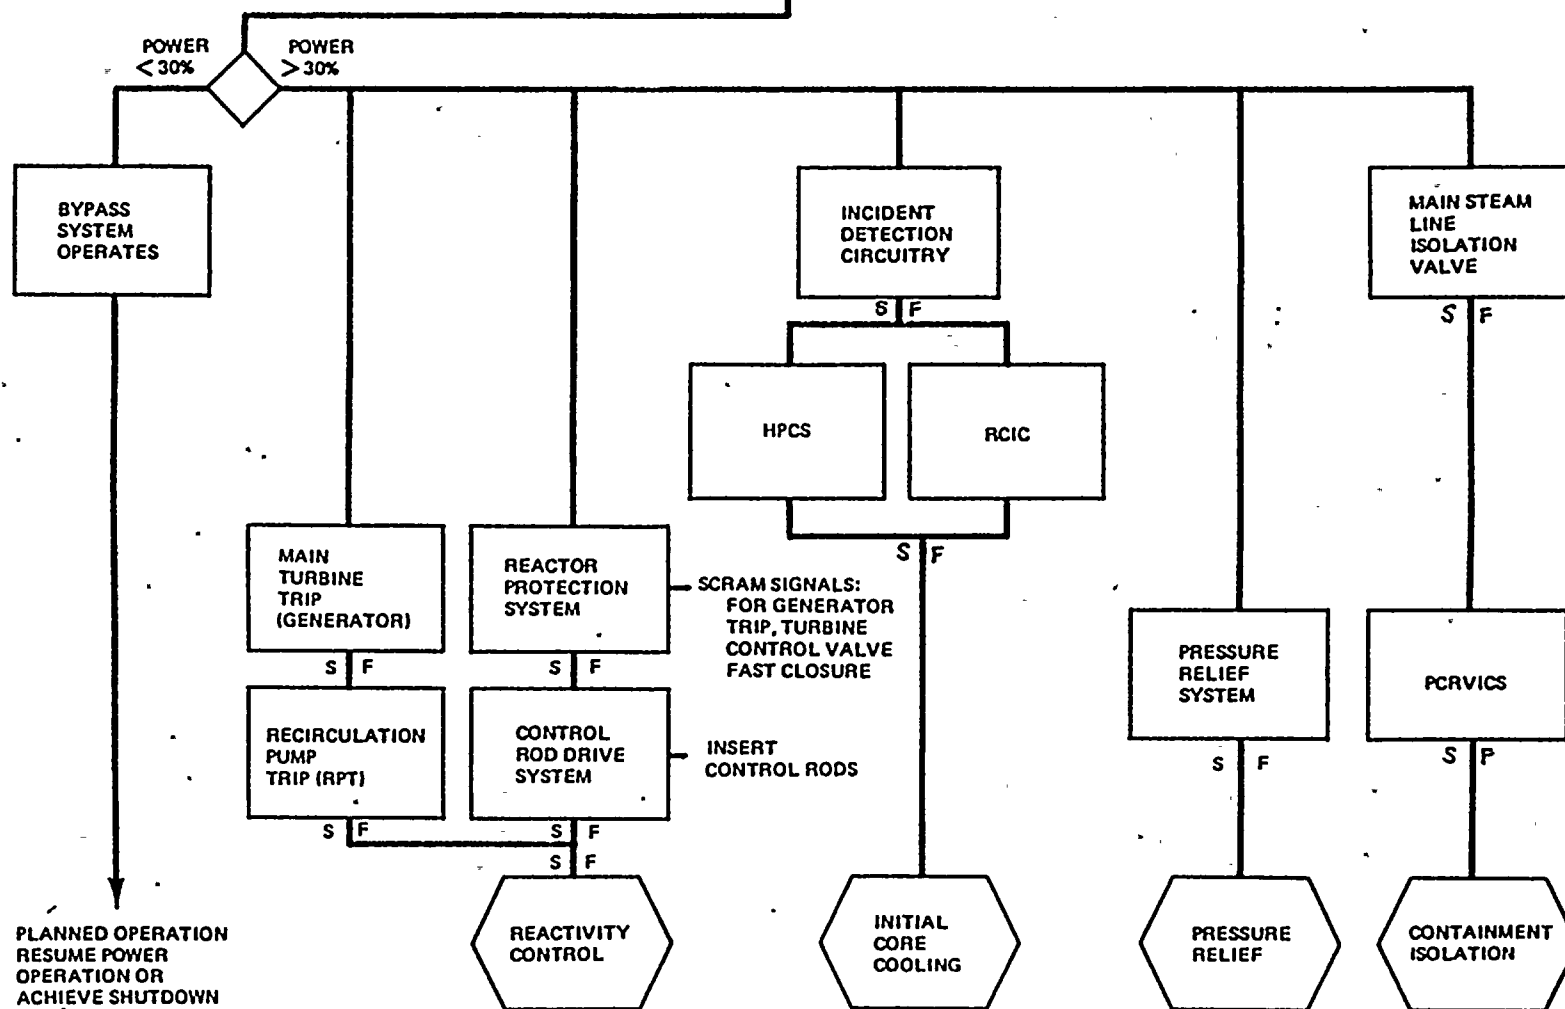 POWER
< 30%
POWER
> 30%
BYPASS
SYSTEM
OPERATES
INCIDENT
DETECTION
CIRCUITRY
S F
MAIN STEAM
LINE
ISOLATION
VALVE
S F
HPCS
RCIC
S F
MAIN
TURBINE
TRIP
(GENERATOR)
S F
REACTOR
PROTECTION
SYSTEM
S F
SCRAM SIGNALS:
FOR GENERATOR
TRIP, TURBINE
CONTROL VALVE
FAST CLOSURE
PRESSURE
RELIEF
SYSTEM
S F
PCRVICS
S F
RECIRCULATION
PUMP
TRIP (RPT)
S F
CONTROL
ROD DRIVE
SYSTEM
S F
S F
INSERT
CONTROL RODS
PLANNED OPERATION
RESUME POWER
OPERATION OR
ACHIEVE SHUTDOWN
REACTIVITY
CONTROL
INITIAL
CORE
COOLING
PRESSURE
RELIEF
CONTAINMENT
ISOLATION